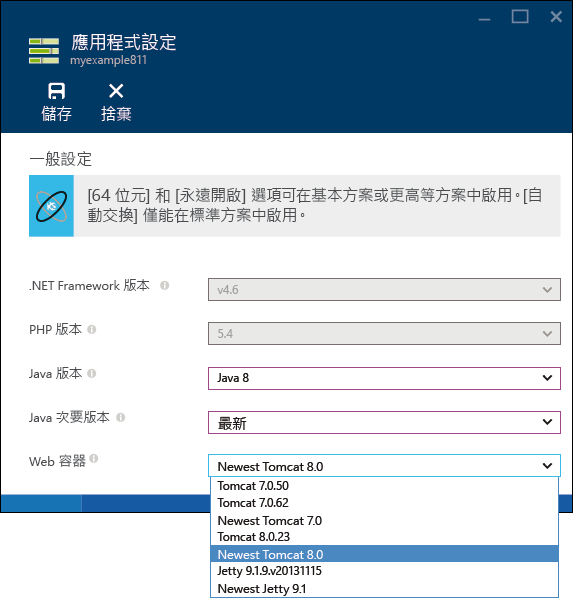 應用程式設定
myexample811
儲存 捨棄
一般設定
[64 位元] 和 [永遠開啟] 選項可在基本方案或更高等方案中啟用。[自
動交換] 僅能在標準方案中啟用。
.NET Framework 版本 v4.6
PHP 版本 5.4
Java 版本 Java 8
Java 次要版本 最新
Web 容器 Newest Tomcat 8.0
Tomcat 7.0.50
Tomcat 7.0.62
Newest Tomcat 7.0
Tomcat 8.0.23
Newest Tomcat 8.0
Jetty 9.1.9.v20131115
Newest Jetty 9.1